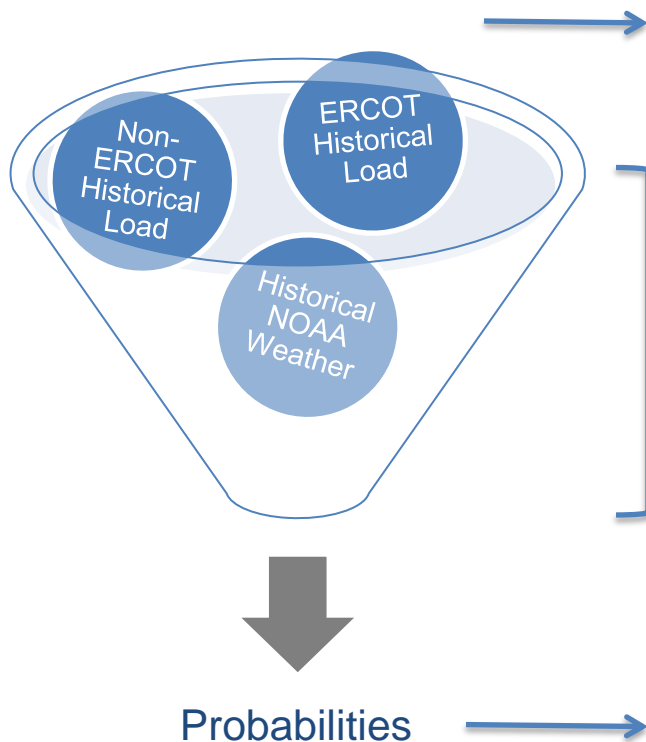 Non-
ERCOT
Historical
Load
ERCOT
Historical
Load
Historical
NOAA
Weather
Probabilities